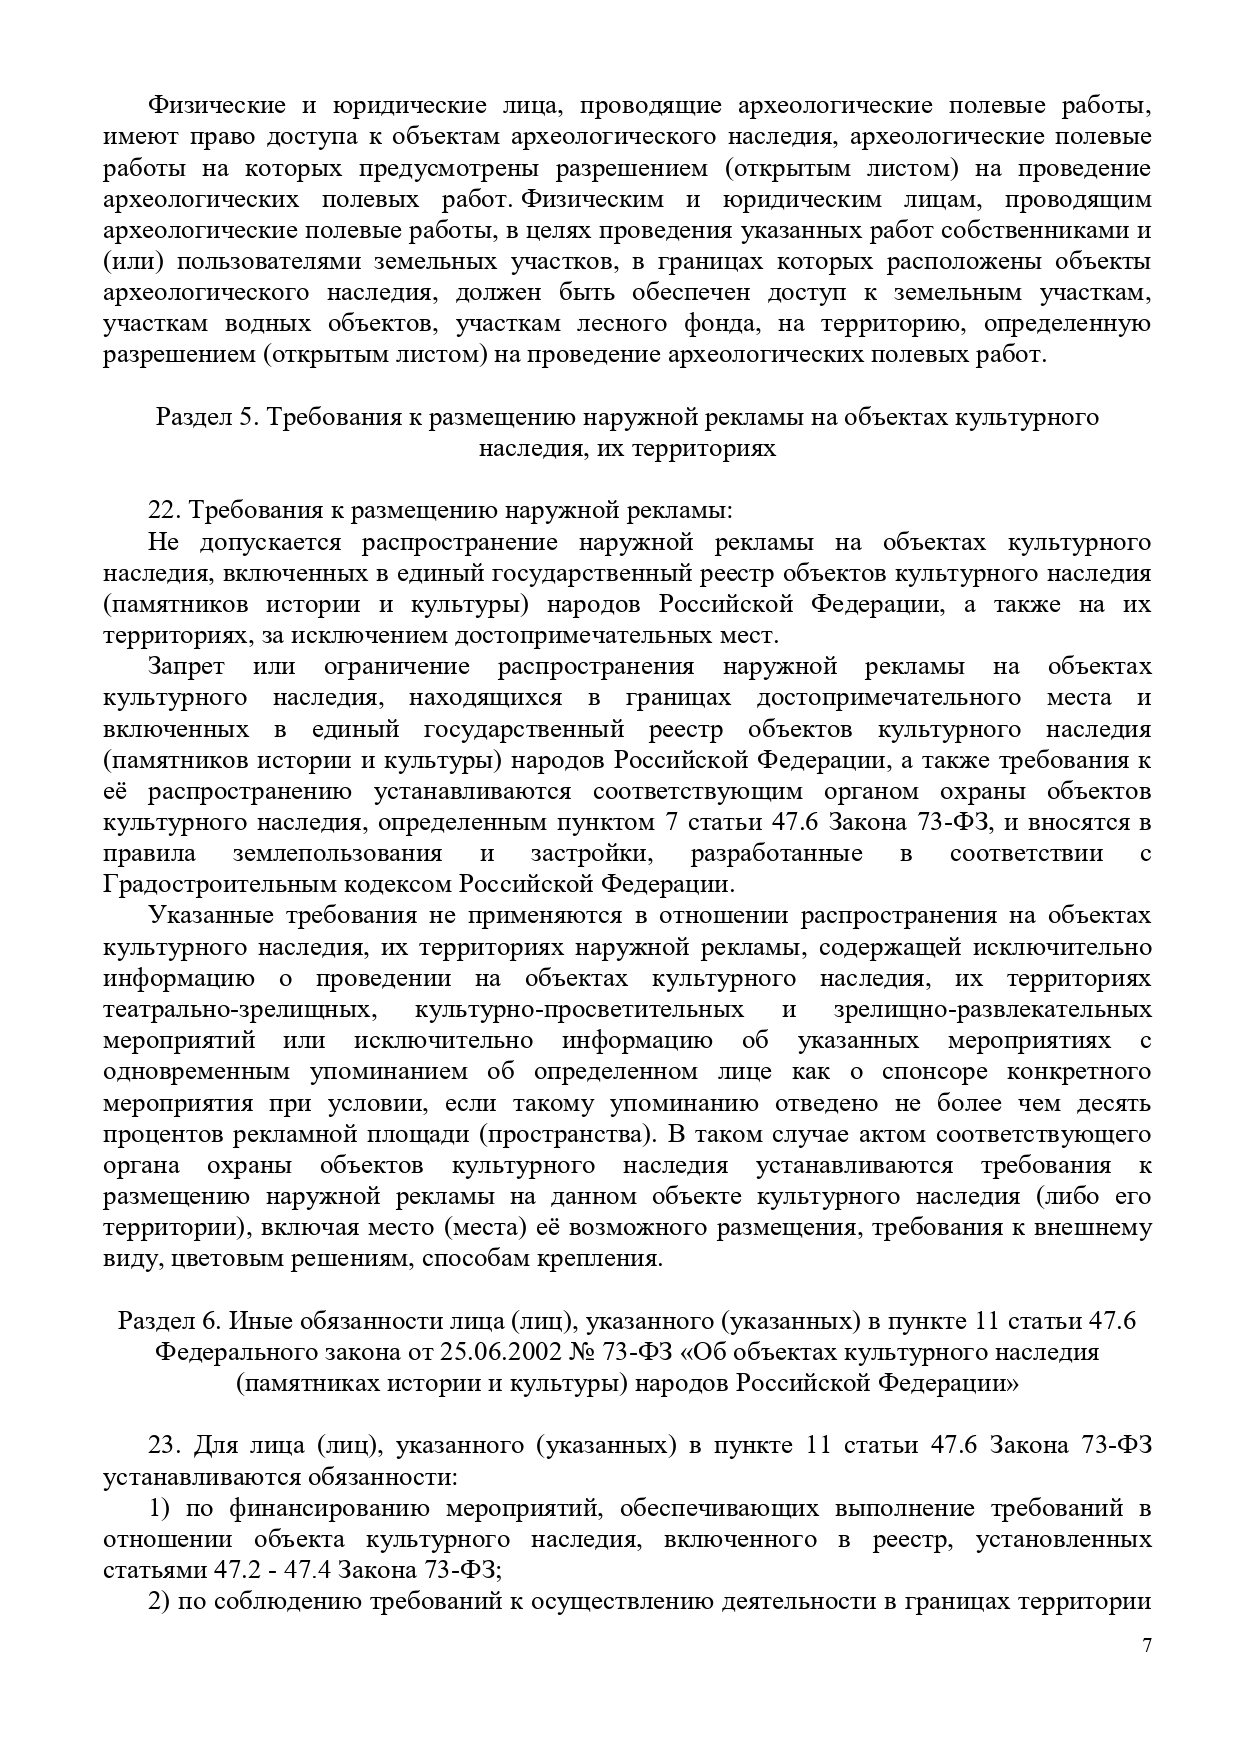 Физические и юридические лица, проводящие археологические полевые работы,
имеют право доступа к объектам археологического наследия, археологические полевые
работы на которых предусмотрены разрешением (открытым листом) на проведение
археологических полевых работ. Физическим и юридическим лицам, проводящим
археологические полевые работы, в целях проведения указанных работ собственниками и
(или) пользователями земельных участков, в границах которых расположены объекты
археологического наследия, должен быть обеспечен доступ к земельным участкам,
участкам водных объектов, участкам лесного фонда, на территорию, определенную
разрешением (открытым листом) на проведение археологических полевых работ.
Раздел 5. Требования к размещению наружной рекламы на объектах культурного
наследия, их территориях
22. Требования к размещению наружной рекламы:
Не допускается распространение наружной рекламы на объектах культурного
наследия, включенных в единый государственный реестр объектов культурного наследия
(памятников истории и культуры) народов Российской Федерации, а также на их
территориях, за исключением достопримечательных мест.
Запрет или ограничение распространения наружной рекламы на объектах
культурного наследия, находящихся в границах достопримечательного места и
включенных в единый государственный реестр объектов культурного наследия
(памятников истории и культуры) народов Российской Федерации, а также требования к
её распространению устанавливаются соответствующим органом охраны объектов
культурного наследия, определенным пунктом 7 статьи 47.6 Закона 73-ФЗ, и вносятся в
правила землепользования и застройки, разработанные в соответствии с
Градостроительным кодексом Российской Федерации.
Указанные требования не применяются в отношении распространения на объектах
культурного наследия, их территориях наружной рекламы, содержащей исключительно
информацию о проведении на объектах культурного наследия, их территориях
театрально-зрелищных, культурно-просветительных и зрелищно-развлекательных
мероприятий или исключительно информацию об указанных мероприятиях с
одновременным упоминанием об определенном лице как о спонсоре конкретного
мероприятия при условии, если такому упоминанию отведено не более чем десять
процентов рекламной площади (пространства). В таком случае актом соответствующего
органа охраны объектов культурного наследия устанавливаются требования к
размещению наружной рекламы на данном объекте культурного наследия (либо его
территории), включая место (места) её возможного размещения, требования к внешнему
виду, цветовым решениям, способам крепления.
Раздел 6. Иные обязанности лица (лиц), указанного (указанных) в пункте 11 статьи 47.6
Федерального закона от 25.06.2002 № 73-ФЗ «Об объектах культурного наследия
(памятниках истории и культуры) народов Российской Федерации»
23. Для лица (лиц), указанного (указанных) в пункте 11 статьи 47.6 Закона 73-ФЗ
устанавливаются обязанности:
1) по финансированию мероприятий, обеспечивающих выполнение требований в
отношении объекта культурного наследия, включенного в реестр, установленных
статьями 47.2 - 47.4 Закона 73-ФЗ;
2) по соблюдению требований к осуществлению деятельности в границах территории
7